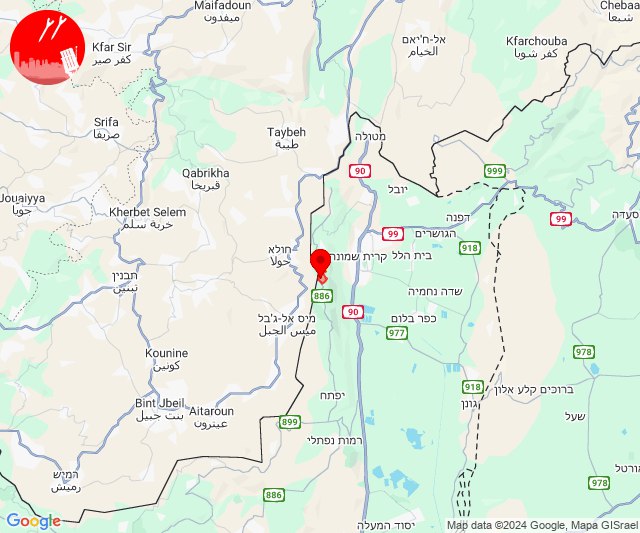 Maifadoun
ميفدون
Chebaa
شبعا
אל-ח'יאם
الخيام
Kfarchouba
كفر شوبا
Kfar Sir
كفر صير
Srifa
صريفا
Taybeh
طيبة
מטולה
90
999
Qabrikha
قبريخا
יובל
Jouaiyya
جويا
Kherbet Selem
خربة سلم
דפנה
99
סעדה
99
הגושרים
918
חולא
حولا
קרית שמונה
בית הלל
תבנין
تبنين
886
שדה נחמיה
90
מיס אל-ג'בל
ميس الجبل
כפר בלום
977
978
Kounine
كونين
יפתח
918
ברוכים קלע אלון
978
Bint Jbeil
بنت جبيل
Aitaroun
عيترون
גונן
שעל
899
רמות נפתלי
רמיש
رميش
ורטל
886
יסוד המעלה
Google
Map data ©2024 Google, Mapa GISrael